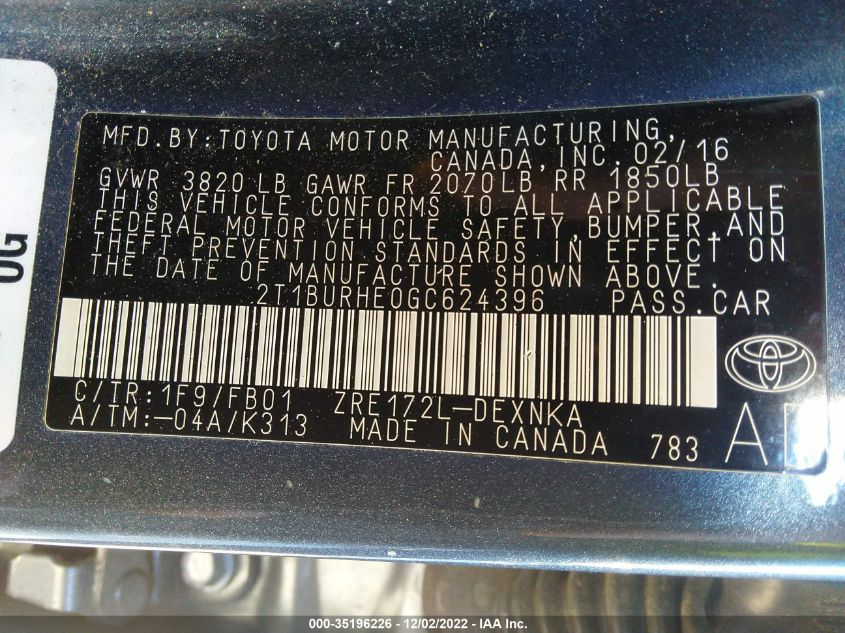 MFD.BY:TOYOTA MOTOR MANUFACTURING,
CANADA,INC.02/16
GVWR 3820 LB GAWR FR 2070LB RR 1850LB
THIS VEHICLE CONFORMS TO ALL APPLICABLE
FEDERAL MOTOR VEHICLE SAFETY,BUMPER,AND
THEFT PREVENTION STANDARDS IN EFFECT ON
THE DATE OF MANUFACTURE SHOWN ABOVE.
2T1BURHE0GC624396 PASS.CAR
C/TR:1F9/FB01 ZRE172L-DEXNKA
A/TM:-04A/K313 MADE IN CANADA 783
0G
000-35196226 - 12/02/2022 - IAA Inc.